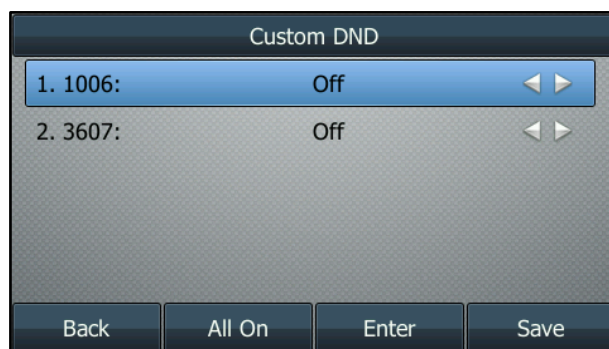 Custom DND
1. 1006: Off
2. 3607: Off
Back All On Enter Save